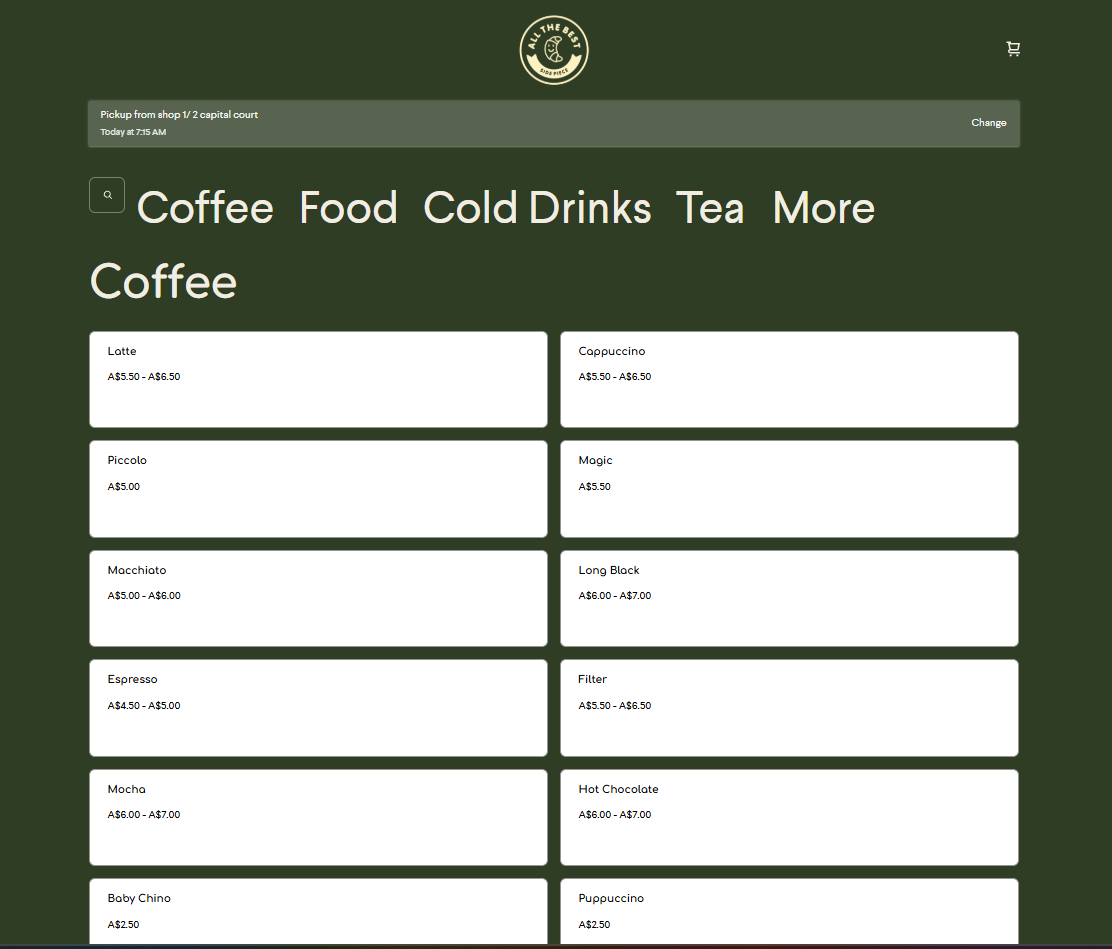 ALL THE BEST
SIDE PIECE
Pickup from shop 1/ 2 capital court
Today at 7:15 AM
Change
Coffee Food Cold Drinks Tea More
Coffee
Latte
A$5.50 - A$6.50
Cappuccino
A$5.50 - A$6.50
Piccolo
A$5.00
Magic
A$5.50
Macchiato
A$5.00 - A$6.00
Long Black
A$6.00 - A$7.00
Espresso
A$4.50 - A$5.00
Filter
A$5.50 - A$6.50
Mocha
A$6.00 - A$7.00
Hot Chocolate
A$6.00 - A$7.00
Baby Chino
A$2.50
Puppuccino
A$2.50